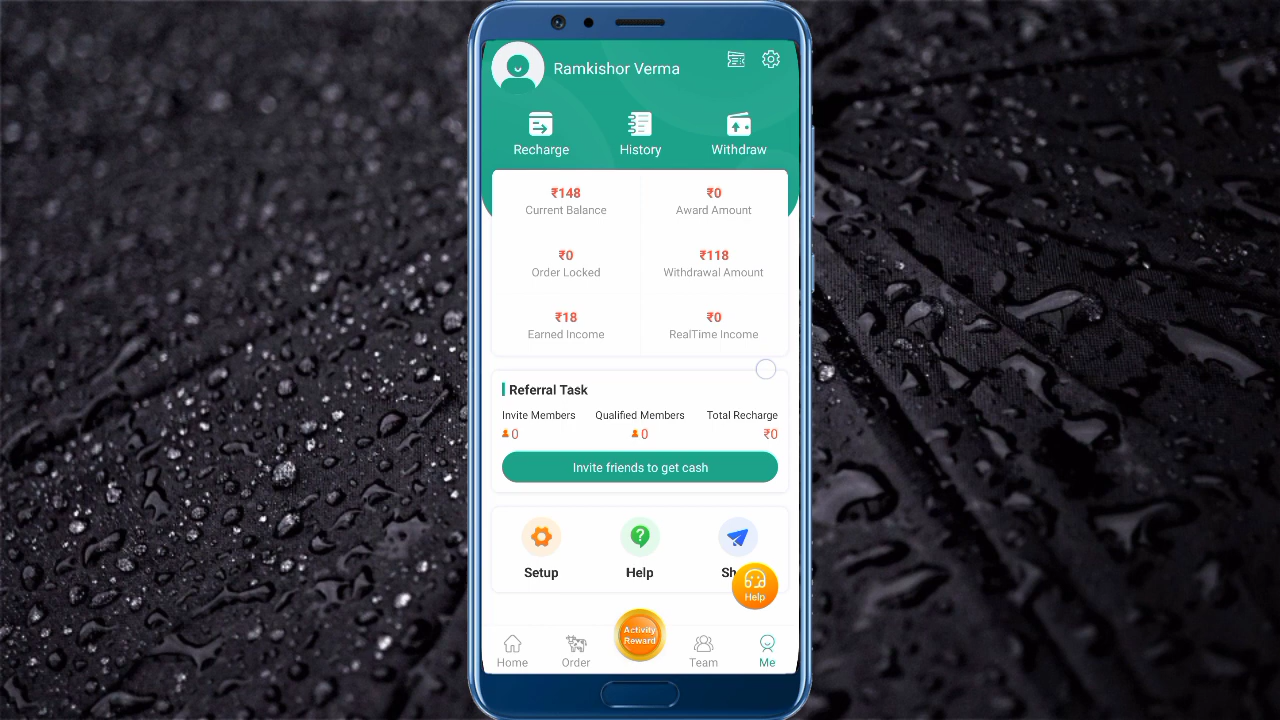 Ramkishor Verma
Recharge
History
Withdraw
₹148
₹0
Current Balance
Award Amount
₹0
₹118
Order Locked
Withdrawal Amount
₹18
₹0
Earned Income
RealTime Income
Referral Task
Invite Members
Qualified Members
Total Recharge
0
0
₹0
Invite friends to get cash
Setup
Help
Help
Activity
Reward
Home
Order
Team
Me